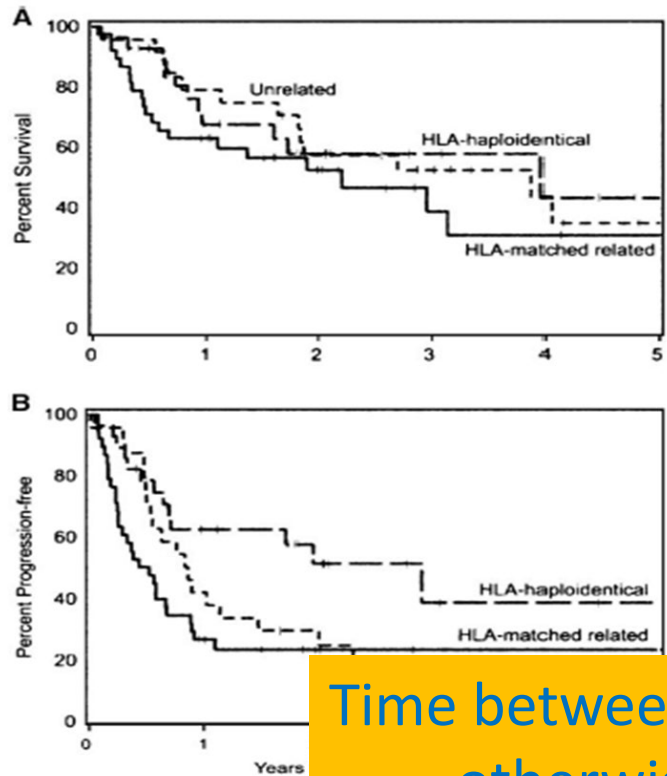 A
100
80
60
40
20
0
Percent Survival
Unrelated
HLA-haploidentical
HLA-matched related
0 1 2 3 4 5
B
100
80
60
40
20
0
Percent Progression-free
HLA-haploidentical
HLA-matched related
0 1
Years
Time